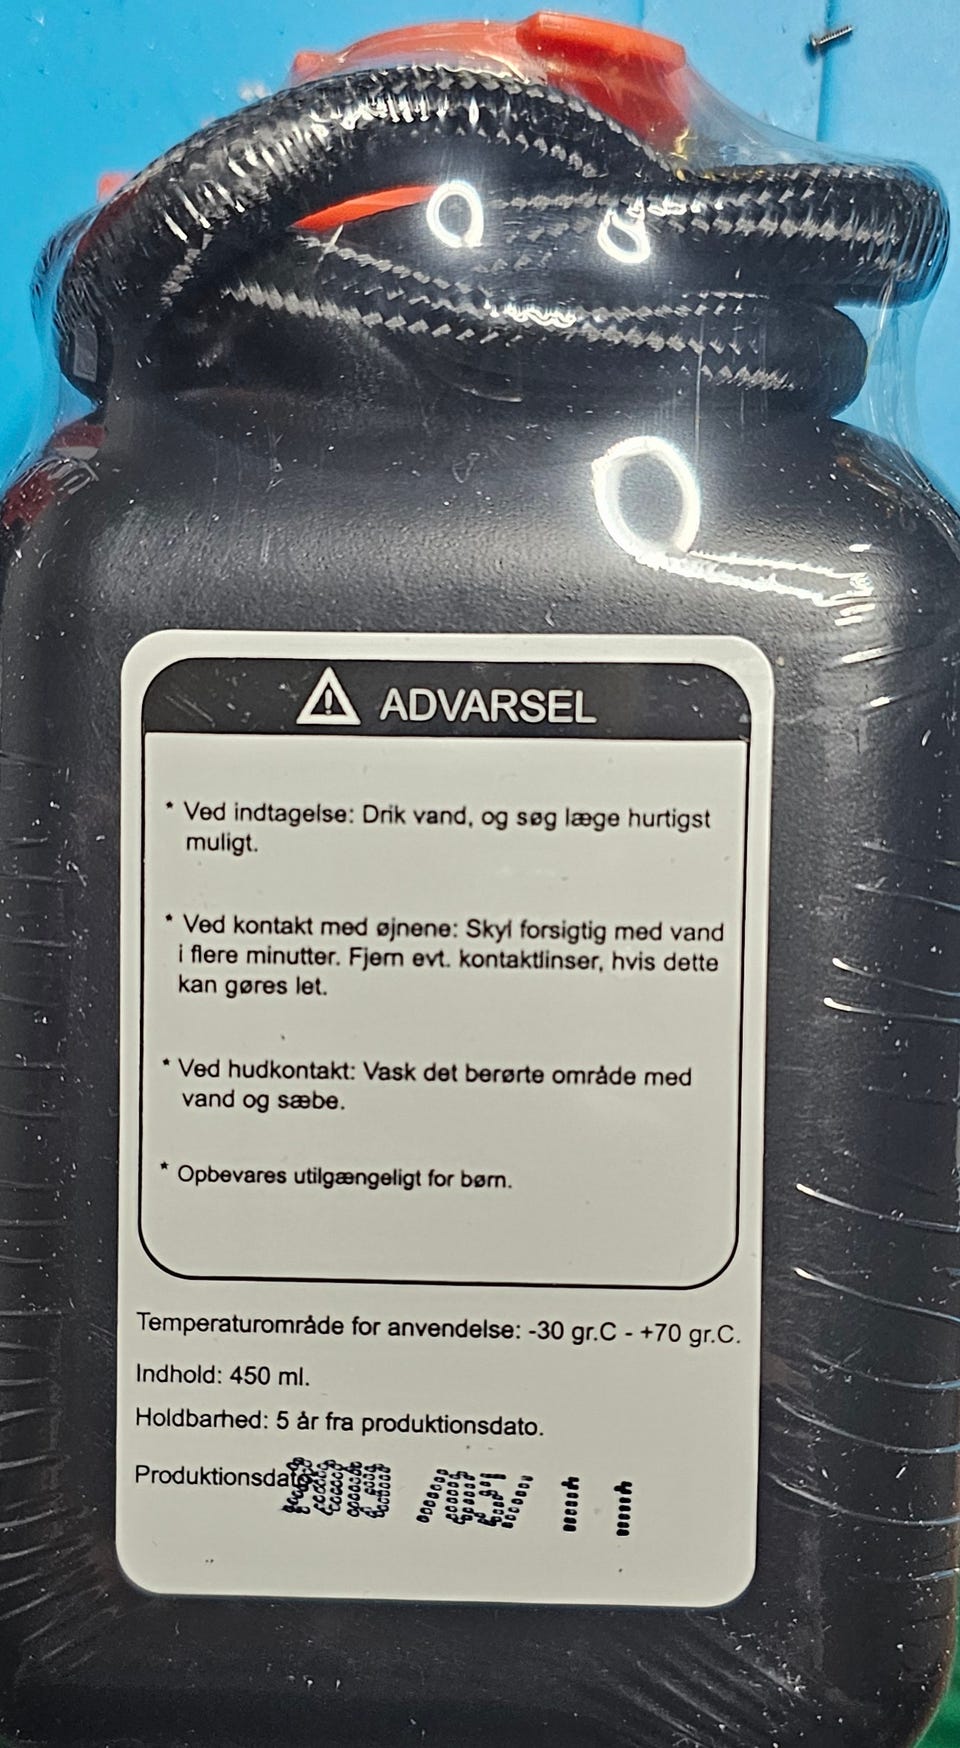 ADVARSEL
* Ved indtagelse: Drik vand, og søg læge hurtigst
muligt.
* Ved kontakt med øjnene: Skyl forsigtig med vand
i flere minutter. Fjern evt. kontaktlinser, hvis dette
kan gøres let.
* Ved hudkontakt: Vask det berørte område med
vand og sæbe.
* Opbevares utilgængeligt for børn.
Temperaturområde for anvendelse: -30 gr.C - +70 gr.C.
Indhold: 450 ml.
Holdbarhed: 5 år fra produktionsdato.
Produktionsdato